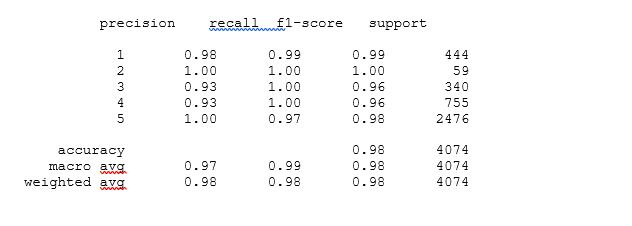 precision recall f1-score support
1 0.98 0.99 0.99 444
2 1.00 1.00 1.00 59
3 0.93 1.00 0.96 340
4 0.93 1.00 0.96 755
5 1.00 0.97 0.98 2476
accuracy 0.98 4074
macro avg 0.97 0.99 0.98 4074
weighted avg 0.98 0.98 0.98 4074